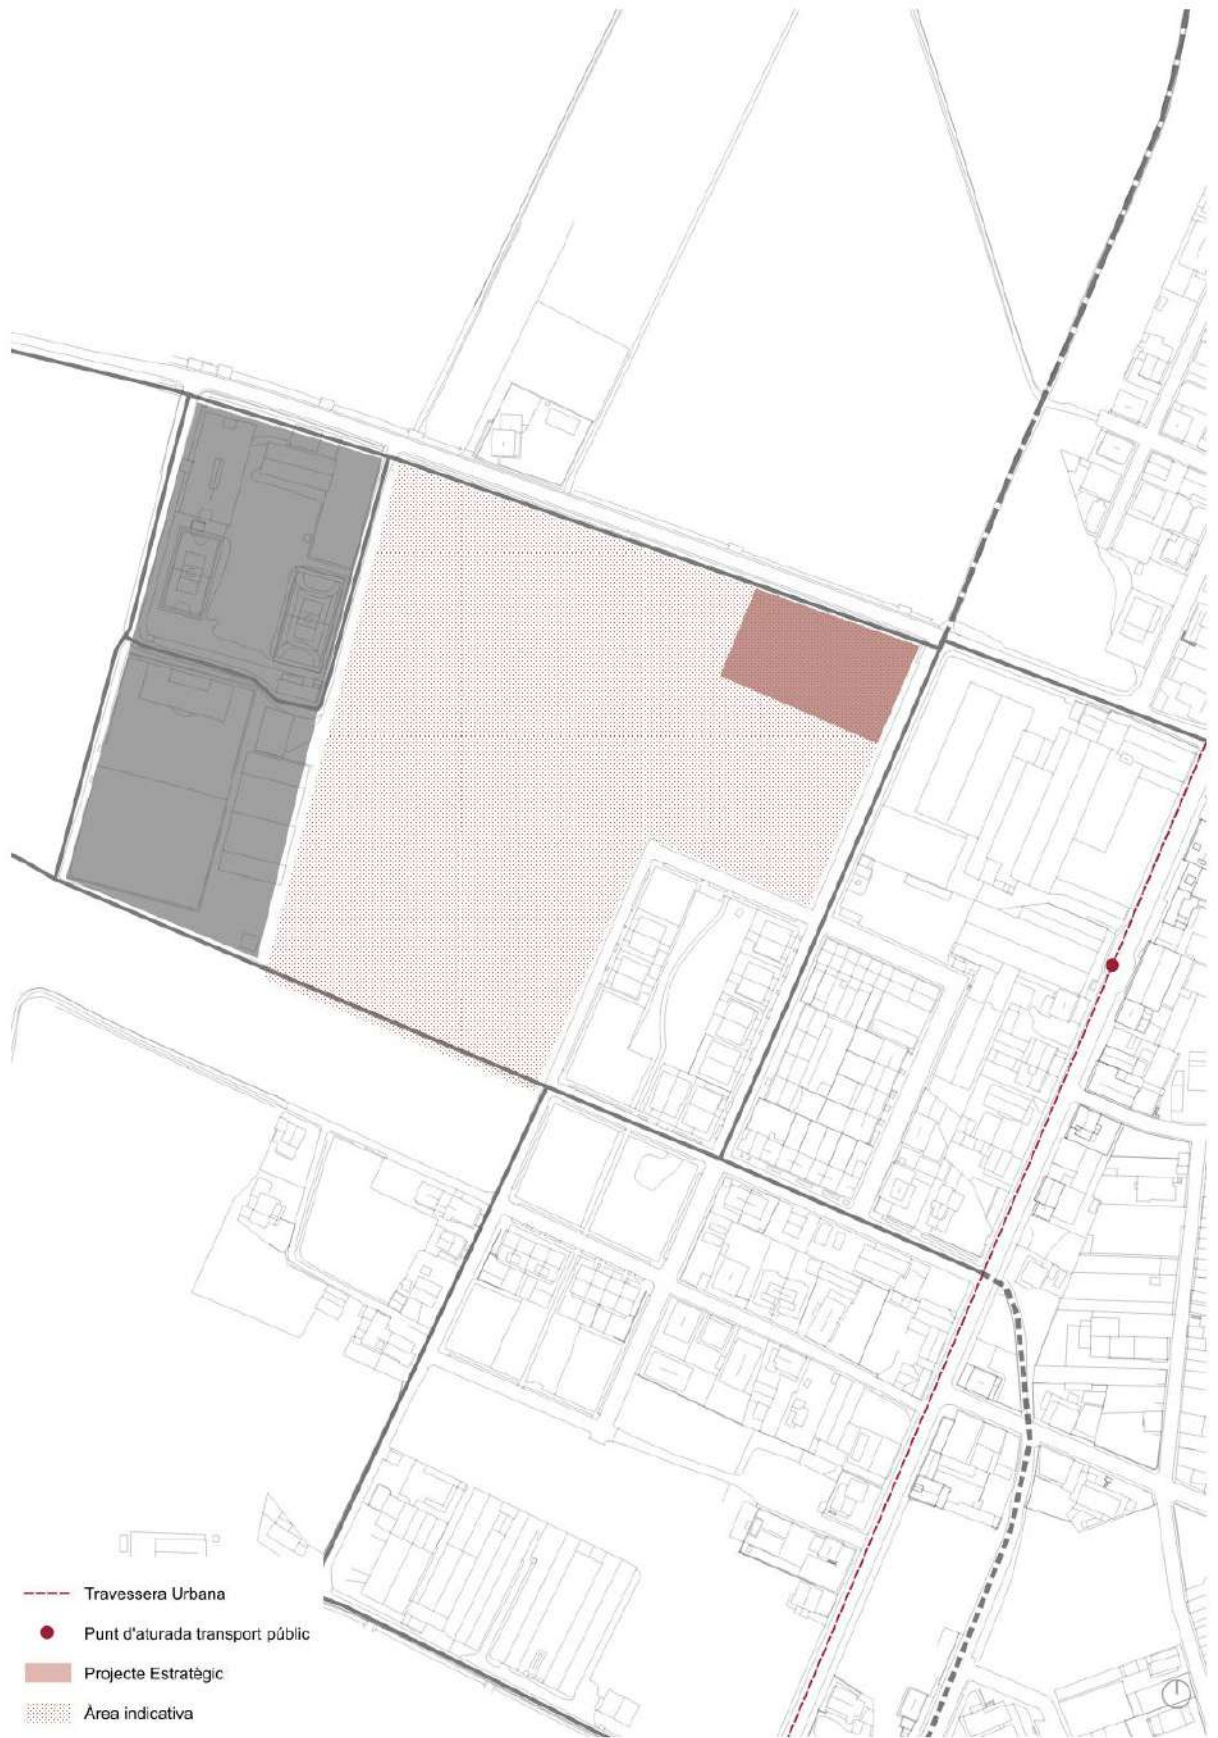 Travessera Urbana
Punt d'aturada transport públic
Projecte Estratègic
Àrea indicativa